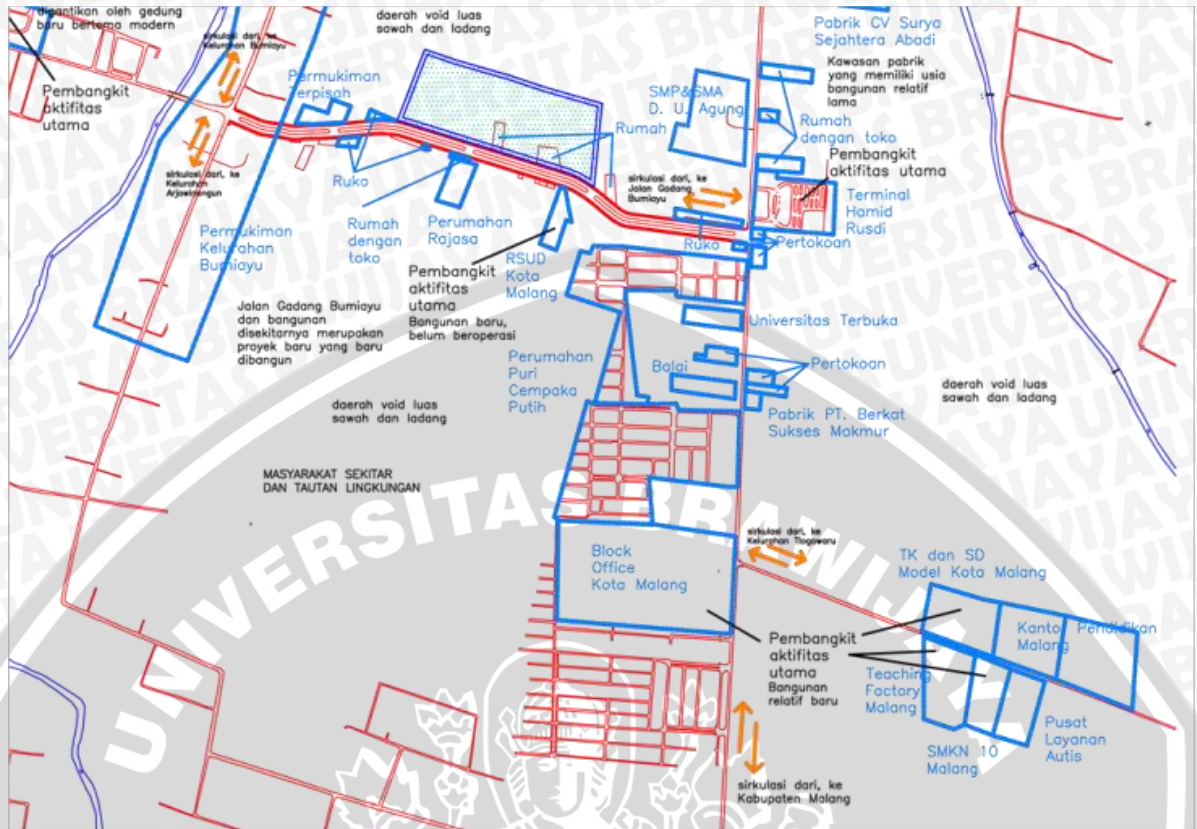 digantikan oleh gedung
baru bertema modern
sirkulasi dari, ke
Kelurahan Bumiayu
daerah void luas
sawah dan ladang
Pabrik CV Surya
Sejahtera Abadi
Kawasan pabrik
yang memiliki usia
bangunan relatif
lama
Pembangkit
aktifitas
utama
Permukiman
Terpisah
SMP&SMA
D. U. Agung
Rumah
Rumah
dengan toko
Pembangkit
aktifitas utama
sirkulasi dari, ke
Kelurahan
Arjowinangun
Ruko
sirkulasi dari, ke
Jalan Gadang
Bumiayu
Terminal
Hamid
Rusdi
Permukiman
Kelurahan
Bumiayu
Rumah
dengan
toko
Perumahan
Rajasa
Ruko
Pertokoan
Pembangkit
aktifitas
utama
Bangunan baru,
belum beroperasi
RSUD
Kota
Malang
Jalan Gadang Bumiayu
dan bangunan
disekitarnya merupakan
proyek baru yang baru
dibangun
Universitas Terbuka
Perumahan
Puri
Cempaka
Putih
Balai
Pertokoan
daerah void luas
sawah dan ladang
daerah void luas
sawah dan ladang
Pabrik PT. Berkat
Sukses Makmur
MASYARAKAT SEKITAR
DAN TAUTAN LINGKUNGAN
sirkulasi dari, ke
Kelurahan Tlogowaru
Block
Office
Kota Malang
TK dan SD
Model Kota Malang
Kanto Pendidikan
Malang
Pembangkit
aktifitas
utama
Bangunan
relatif baru
Teaching
Factory
Malang
SMKN 10
Malang
Pusat
Layanan
Autis
sirkulasi dari, ke
Kabupaten Malang
UNIVERSITAS BRAWIJAYA